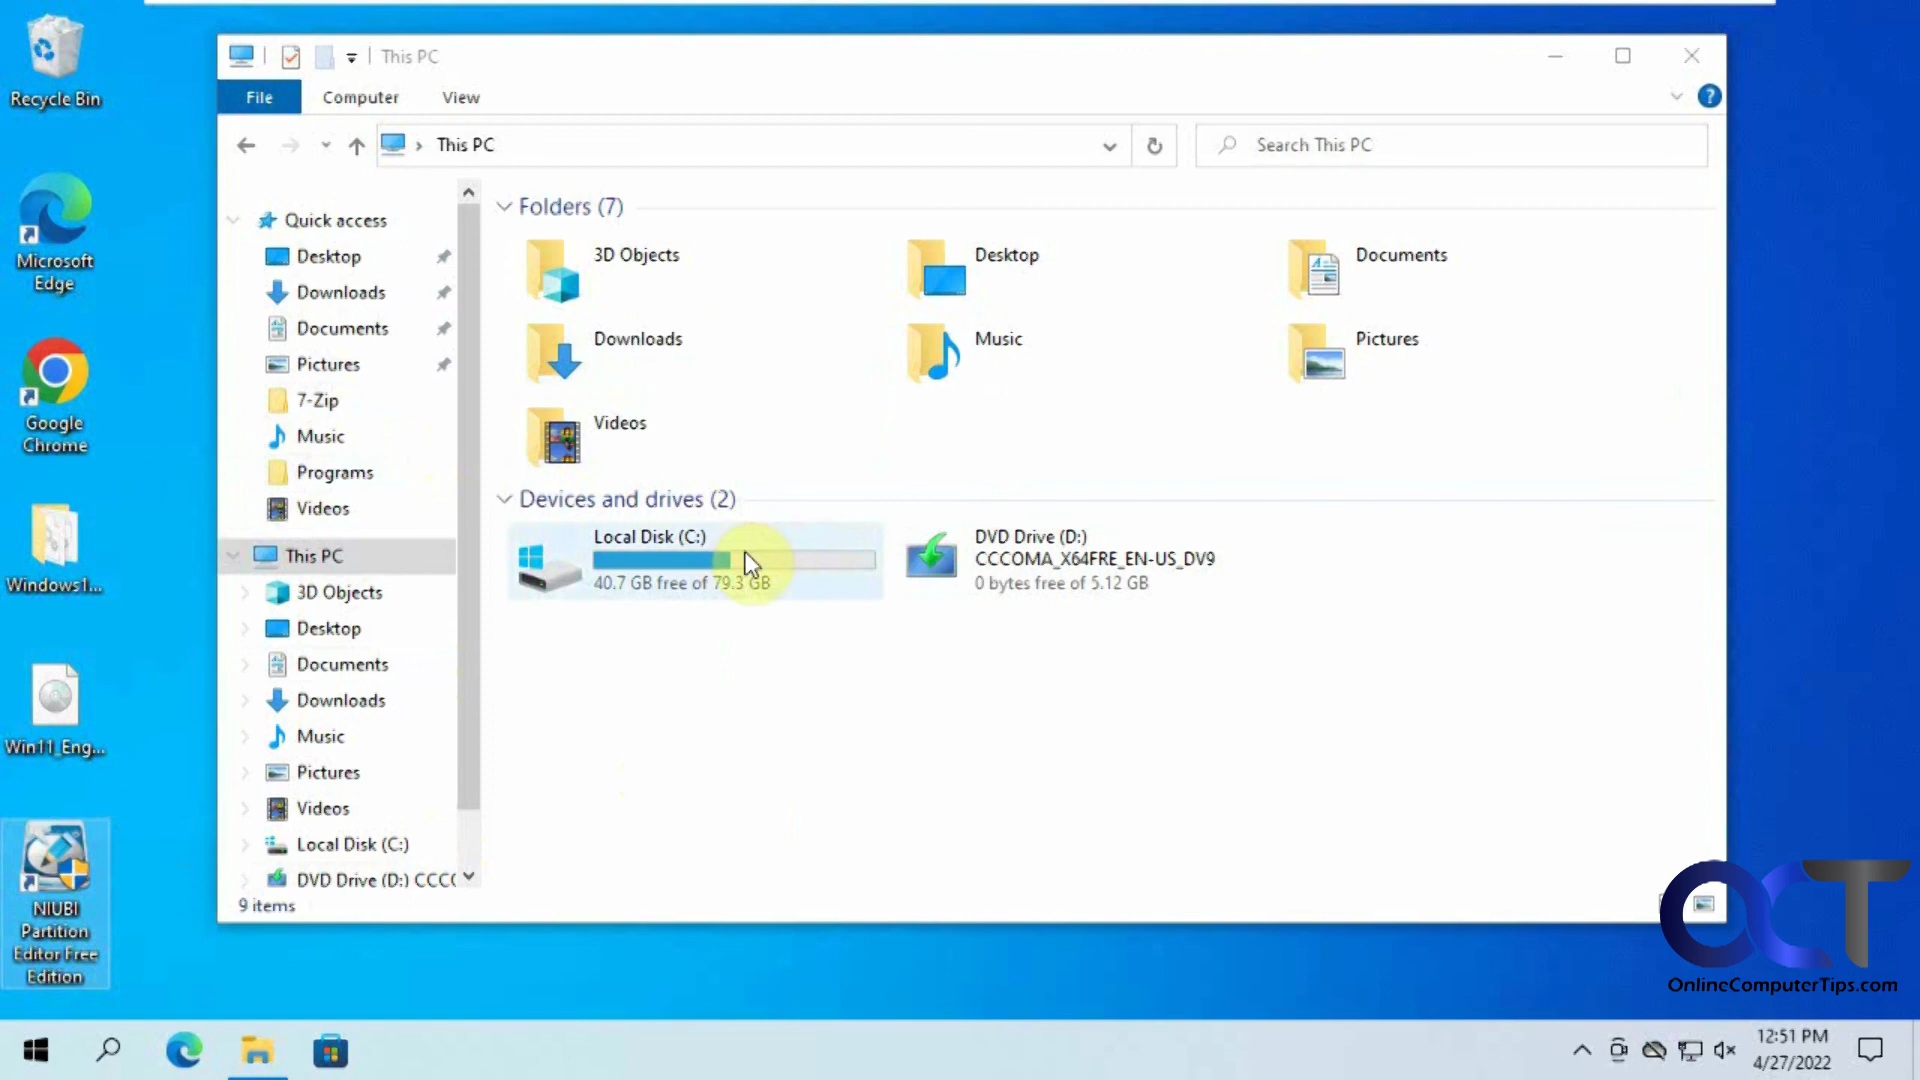 Recycle Bin
Microsoft
Edge
Google
Chrome
Windows1...
Win11_Eng...
NIUBI
Partition
Editor Free
Edition
This PC
File
Computer
View
?
This PC
Search This PC
Quick access
Desktop
Downloads
Documents
Pictures
7-Zip
Music
Programs
Videos
This PC
3D Objects
Desktop
Documents
Downloads
Music
Pictures
Videos
Local Disk (C:)
DVD Drive (D:) CCC
9 items
Folders (7)
3D Objects
Desktop
Documents
Downloads
Music
Pictures
Videos
Devices and drives (2)
Local Disk (C:)
40.7 GB free of 79.3 GB
DVD Drive (D:)
CCCOMA_X64FRE_EN-US_DV9
0 bytes free of 5.12 GB
OCT
OnlineComputerTips.com
12:51 PM
4/27/2022